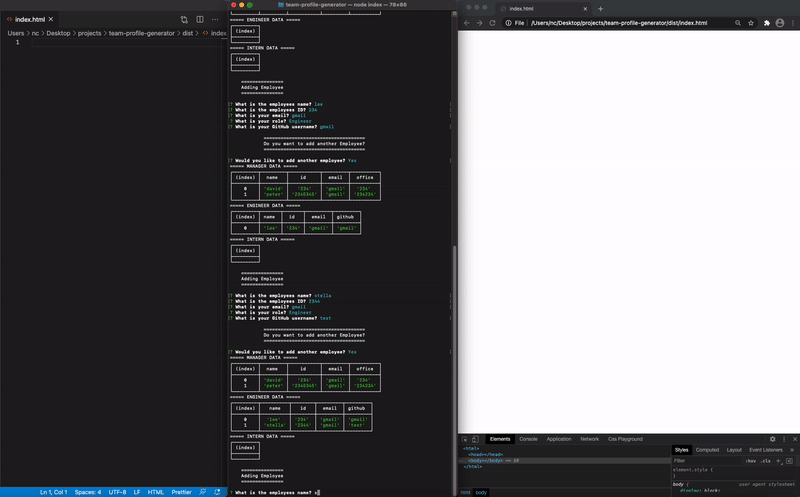 index.html ×
Users > nc > Desktop > projects > team-profile-generator > dist > index
1
Ln 1, Col 1 Spaces: 4 UTF-8 LF HTML Prettier
team-profile-generator — node index — 78×80
===== ENGINEER DATA =====
(index)
===== INTERN DATA =====
(index)
===============
Adding Employee
===============
? What is the employees name? lee
? What is the employees ID? 234
? What is your email? gmail
? What is your role? Engineer
? What is your GitHub username? gmail
===================================
Do you want to add another Employee?
===================================
? Would you like to add another employee? Yes
===== MANAGER DATA =====
(index) name id email office
0 'david' '234' 'gmail' '234'
1 'peter' '2345345' 'gmail' '234234'
===== ENGINEER DATA =====
(index) name id email github
0 'lee' '234' 'gmail' 'gmail'
===== INTERN DATA =====
(index)
===============
Adding Employee
===============
? What is the employees name? stella
? What is the employees ID? 2344
? What is your email? gmail
? What is your role? Engineer
? What is your GitHub username? test
===================================
Do you want to add another Employee?
===================================
? Would you like to add another employee? Yes
===== MANAGER DATA =====
(index) name id email office
0 'david' '234' 'gmail' '234'
1 'peter' '2345345' 'gmail' '234234'
===== ENGINEER DATA =====
(index) name id email github
0 'lee' '234' 'gmail' 'gmail'
1 'stella' '2344' 'gmail' 'test'
===== INTERN DATA =====
(index)
===============
Adding Employee
===============
? What is the employees name?
index.html ×
File | /Users/nc/Desktop/projects/team-profile-generator/dist/index.html
Elements Console Application Network Css Playground
<html>
<head></head>
<body></body> == $0
</html>
html body
Styles Computed Layout Event Listeners »
Filter :hov .cls
element.style {
}
body { user agent stylesheet
display: block;